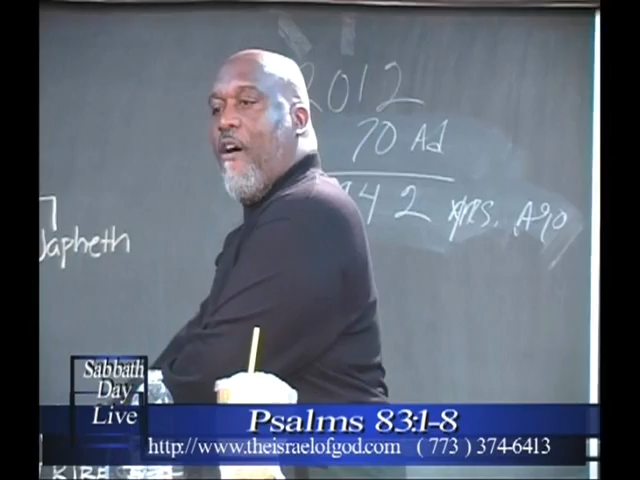 2012
70 Ad
942 yrs. Ago
Japheth
Sabbath
Day
Live
Psalms 83:1-8
http://www.theisraelofgod.com ( 773 ) 374-6413